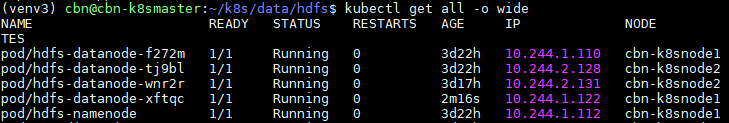 (venv3) cbn@cbn-k8smaster:~/k8s/data/hdfs$ kubectl get all -o wide
NAME READY STATUS RESTARTS AGE IP NODE
TES
pod/hdfs-datanode-f272m 1/1 Running 0 3d22h 10.244.1.110 cbn-k8snode1
pod/hdfs-datanode-tj9bl 1/1 Running 0 3d22h 10.244.2.128 cbn-k8snode2
pod/hdfs-datanode-wnr2r 1/1 Running 0 3d17h 10.244.2.131 cbn-k8snode2
pod/hdfs-datanode-xftqc 1/1 Running 0 2m16s 10.244.1.122 cbn-k8snode1
pod/hdfs-namenode 1/1 Running 0 3d22h 10.244.1.112 cbn-k8snode1